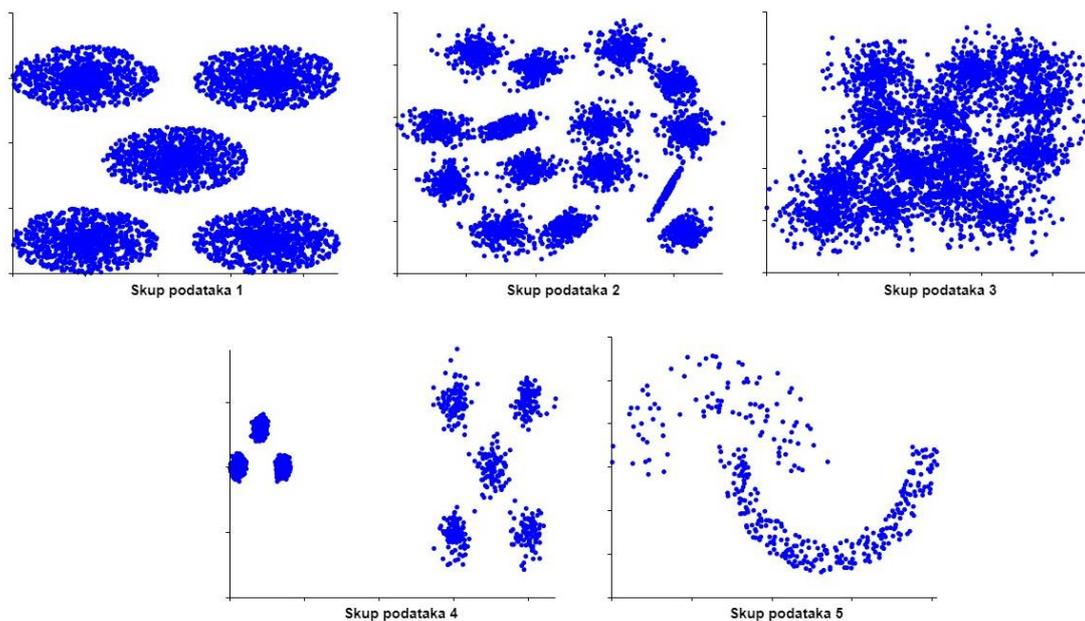 Skup podataka 1
Skup podataka 2
Skup podataka 3
Skup podataka 4
Skup podataka 5